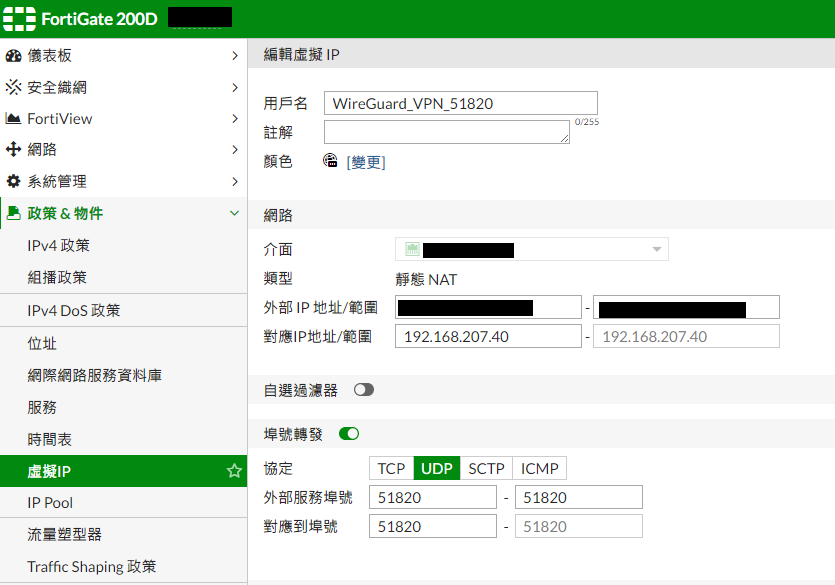 FortiGate 200D
儀表板
安全織網
FortiView
網路
系統管理
政策 & 物件
IPv4 政策
組播政策
IPv4 DoS 政策
位址
網際網路服務資料庫
服務
時間表
虛擬IP
IP Pool
流量塑型器
Traffic Shaping 政策
編輯虛擬 IP
用戶名 WireGuard_VPN_51820
註解 0/255
顏色 [變更]
網路
介面
類型 靜態 NAT
外部 IP 地址/範圍 -
對應IP地址/範圍 192.168.207.40 - 192.168.207.40
自選過濾器
埠號轉發
協定 TCP UDP SCTP ICMP
外部服務埠號 51820 - 51820
對應到埠號 51820 - 51820